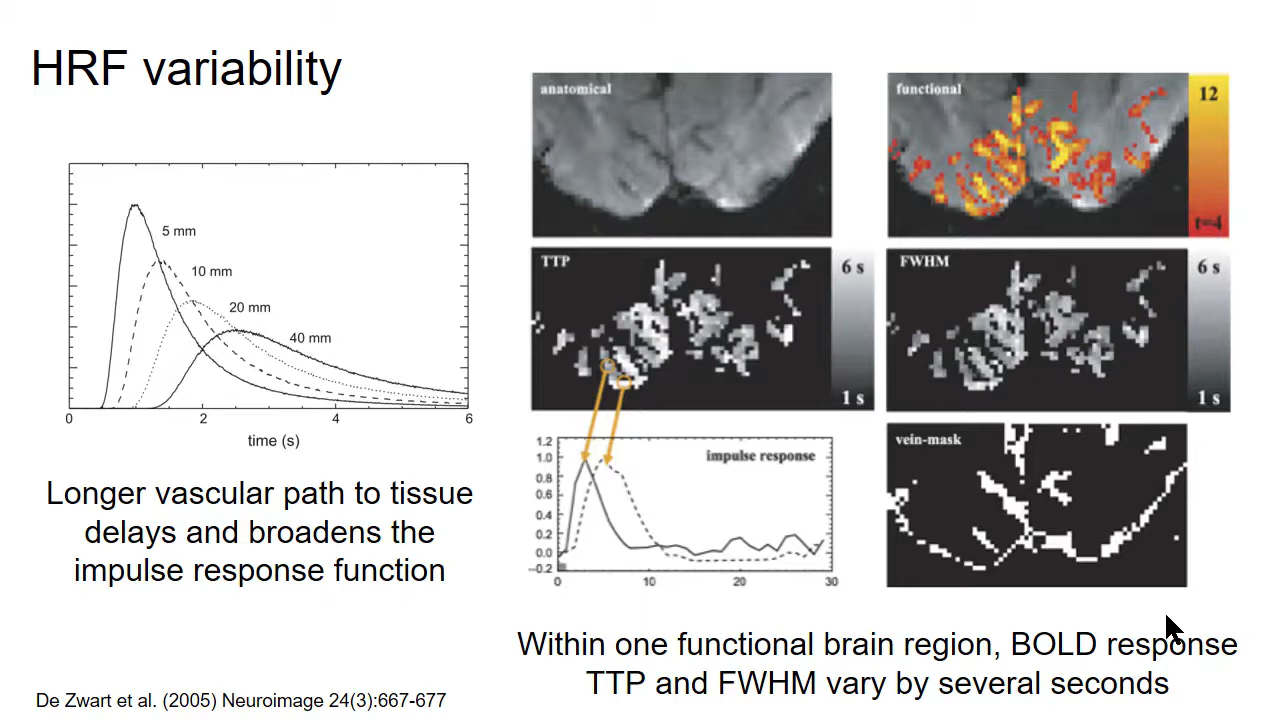 HRF variability
5 mm
10 mm
20 mm
40 mm
0
2
4
6
time (s)
Longer vascular path to tissue
delays and broadens the
impulse response function
De Zwart et al. (2005) Neuroimage 24(3):667-677
anatomical
functional
12
TTP
6 s
1 s
FWHM
6 s
1 s
impulse response
1.2
1.0
0.8
0.6
0.4
0.2
0.0
−0.2
0
10
20
30
vein-mask
Within one functional brain region, BOLD response
TTP and FWHM vary by several seconds